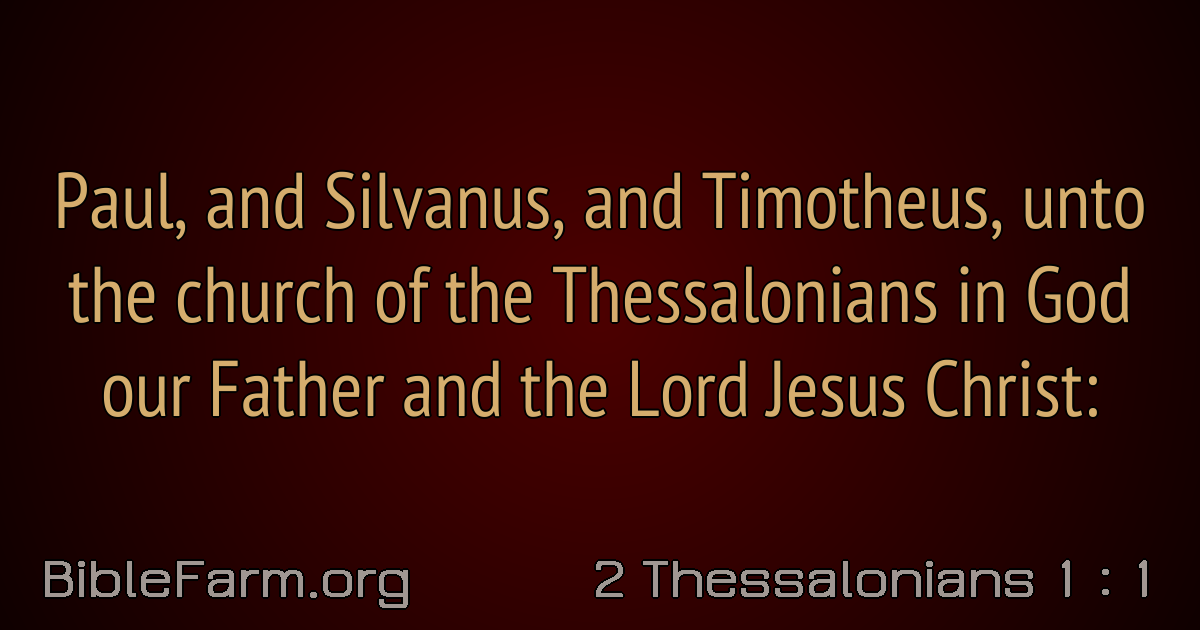 Paul, and Silvanus, and Timotheus, unto
the church of the Thessalonians in God
our Father and the Lord Jesus Christ:
BibleFarm.org
2 Thessalonians 1 : 1